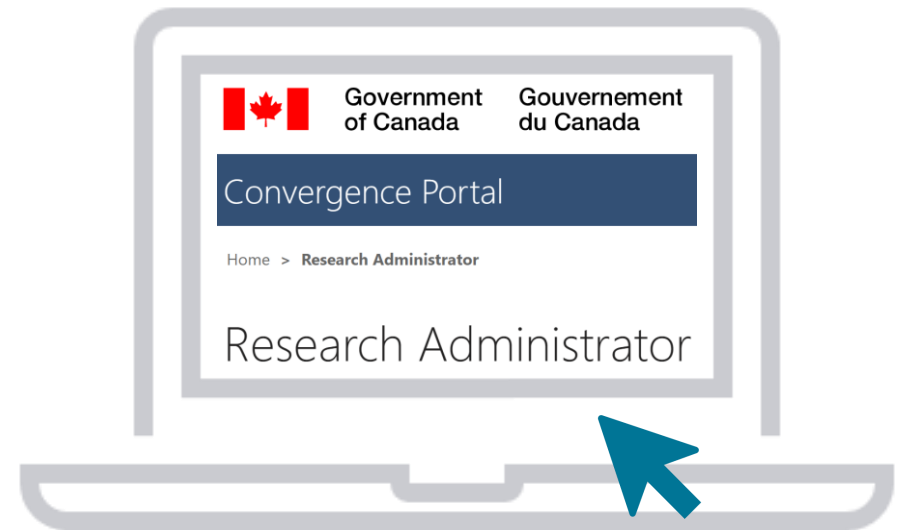 Government
of Canada
Gouvernement
du Canada
Convergence Portal
Home > Research Administrator
Research Administrator